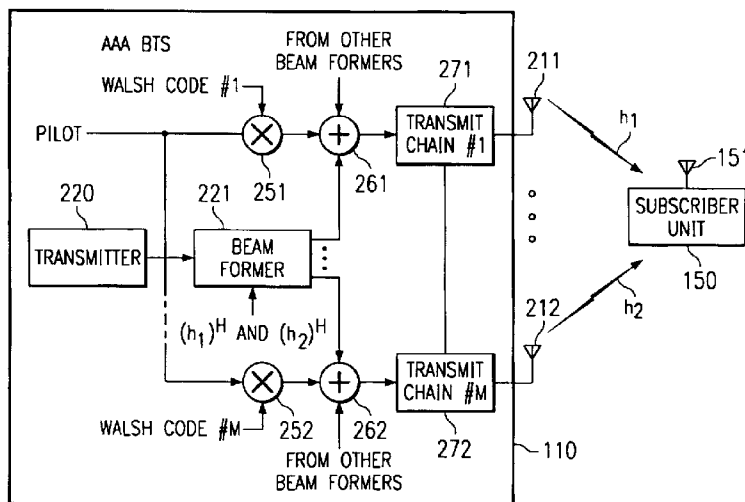 AAA BTS
FROM OTHER
BEAM FORMERS
WALSH CODE #1
PILOT
251
261
271
TRANSMIT
CHAIN #1
211
h1
151
SUBSCRIBER
UNIT
150
220
TRANSMITTER
221
BEAM
FORMER
(h1)^H AND (h2)^H
h2
212
WALSH CODE #M
252
262
TRANSMIT
CHAIN #M
272
FROM OTHER
BEAM FORMERS
110